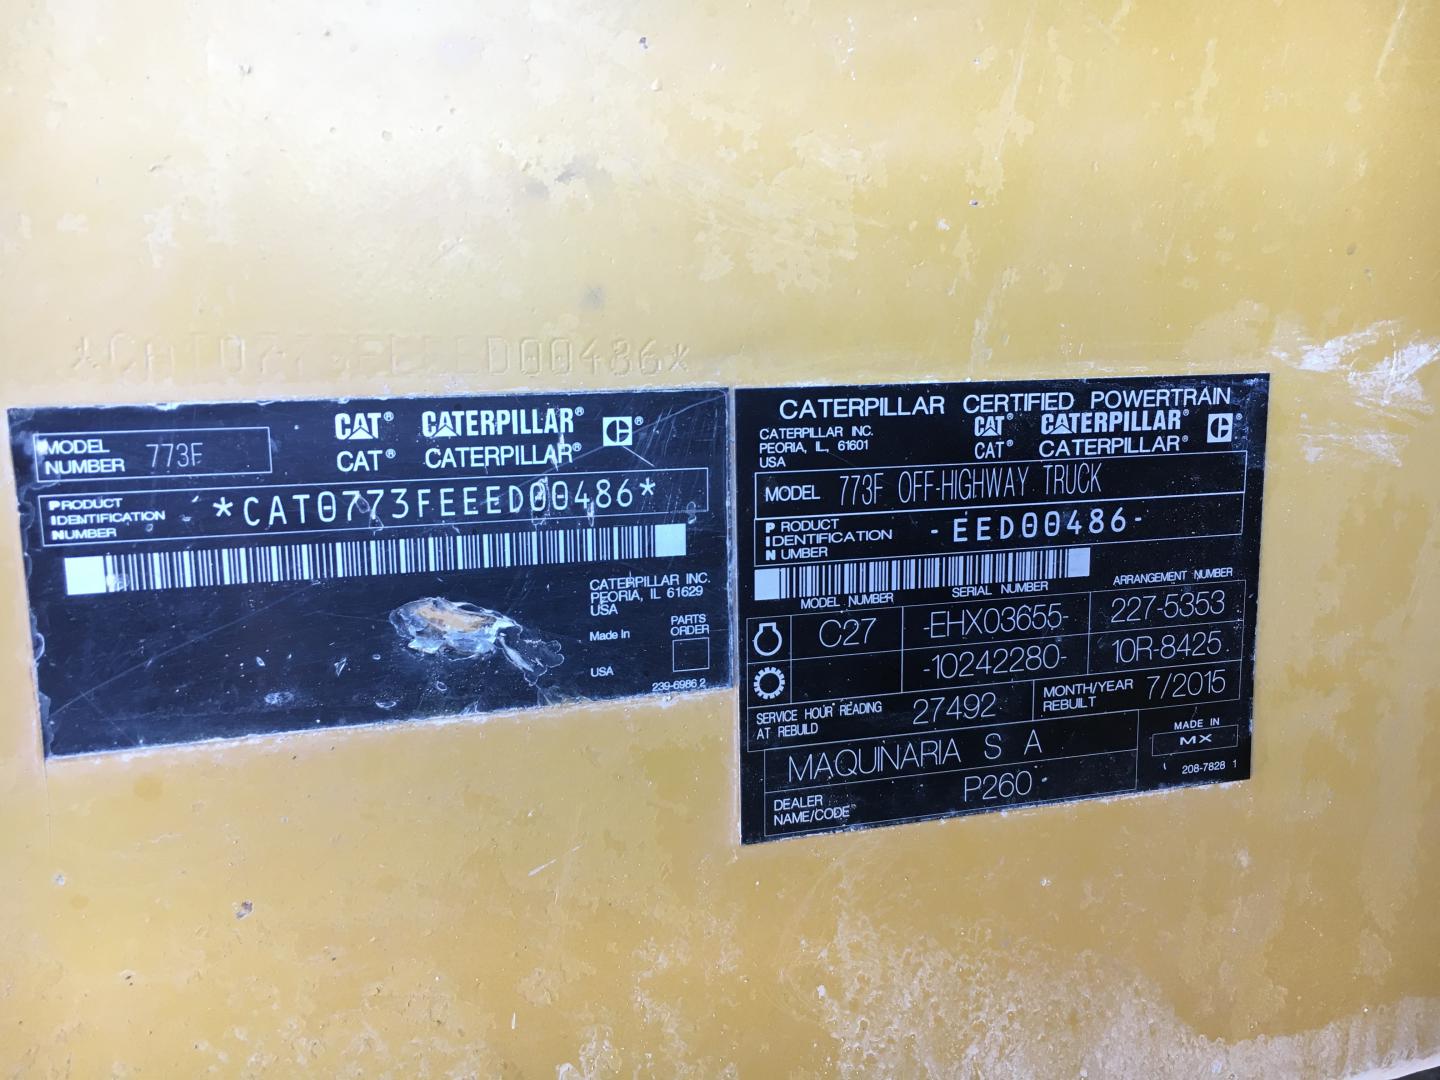 *CAT0773FEEED00486*
MODEL NUMBER 773F
CAT® CATERPILLAR®
CAT® CATERPILLAR®
PRODUCT IDENTIFICATION NUMBER *CAT0773FEEED00486*
CATERPILLAR INC.
PEORIA, IL 61629
USA
Made In
USA
PARTS ORDER
239-6986 2
CATERPILLAR CERTIFIED POWERTRAIN
CATERPILLAR INC.
PEORIA, IL, 61601
USA
CAT® CATERPILLAR®
CAT® CATERPILLAR®
MODEL 773F OFF-HIGHWAY TRUCK
PRODUCT IDENTIFICATION NUMBER -EED00486-
MODEL NUMBER SERIAL NUMBER ARRANGEMENT NUMBER
C27 -EHX03655- 227-5353
-10242280- 10R-8425
SERVICE HOUR READING AT REBUILD 27492
MONTH/YEAR REBUILT 7/2015
MAQUINARIA S A
DEALER NAME/CODE P260
MADE IN
MX
208-7828 1